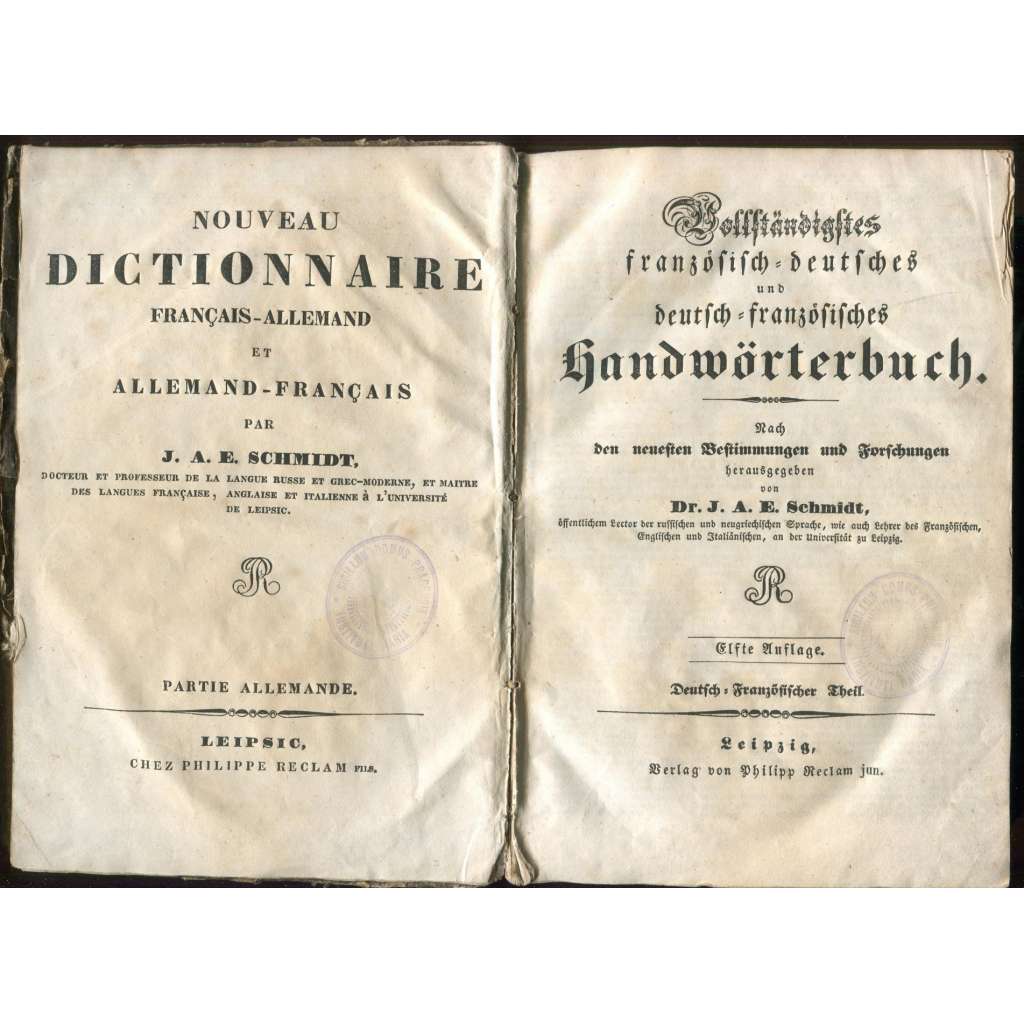 NOUVEAU
DICTIONNAIRE
FRANÇAIS-ALLEMAND
ET
ALLEMAND-FRANÇAIS
PAR
J. A. E. SCHMIDT,
DOCTEUR ET PROFESSEUR DE LA LANGUE RUSSE ET GREC-MODERNE, ET MAITRE
DES LANGUES FRANÇAISE, ANGLAISE ET ITALIENNE à L'UNIVERSITÉ
DE LEIPSIC.
PARTIE ALLEMANDE.
LEIPSIC,
CHEZ PHILIPPE RECLAM FILS.
Vollständigstes
französisch-deutsches
und
deutsch-französisches
Handwörterbuch.
Nach
den neuesten Bestimmungen und Forschungen
herausgegeben
von
Dr. J. A. E. Schmidt,
öffentlichem Lector der russischen und neugriechischen Sprache, wie auch Lehrer des Französischen,
Englischen und Italiänischen, an der Universität zu Leipzig.
Elfte Auflage.
Deutsch-Französischer Theil.
Leipzig,
Verlag von Philipp Reclam jun.